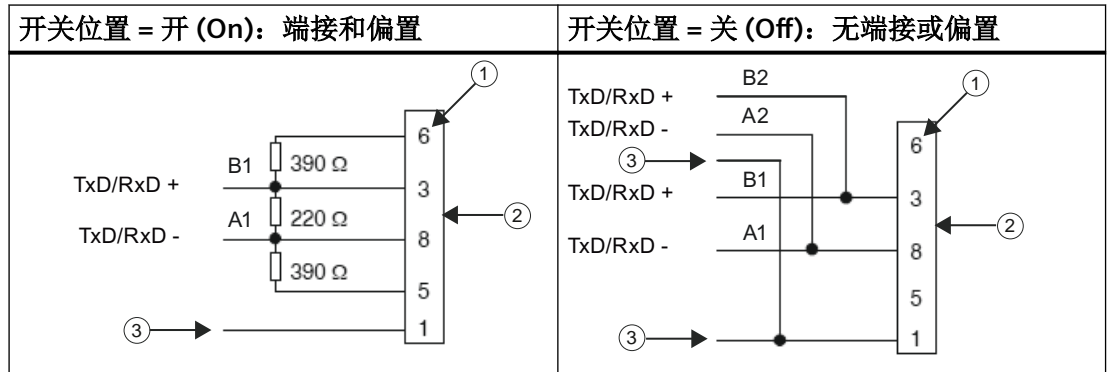 开关位置 = 开 (On)：端接和偏置
①
6
B1
390 Ω
TxD/RxD +
3
②
A1
220 Ω
TxD/RxD -
8
390 Ω
5
③
1
开关位置 = 关 (Off)：无端接或偏置
B2
①
TxD/RxD +
A2
TxD/RxD -
6
③
B1
TxD/RxD +
3
②
A1
TxD/RxD -
8
5
③
1